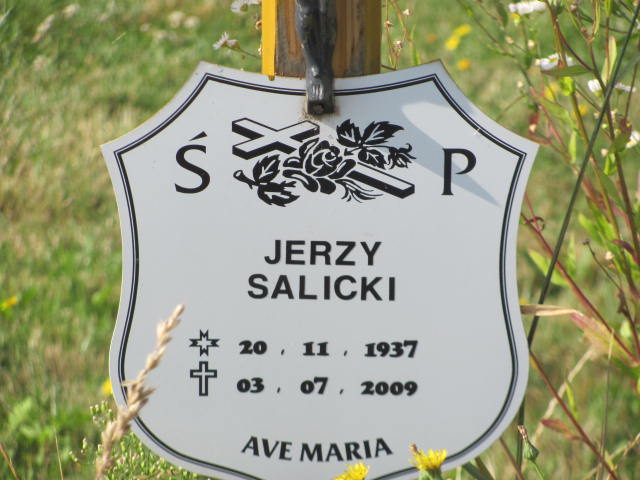 Ś P
JERZY
SALICKI
20 . 11 . 1937
03 . 07 . 2009
AVE MARIA